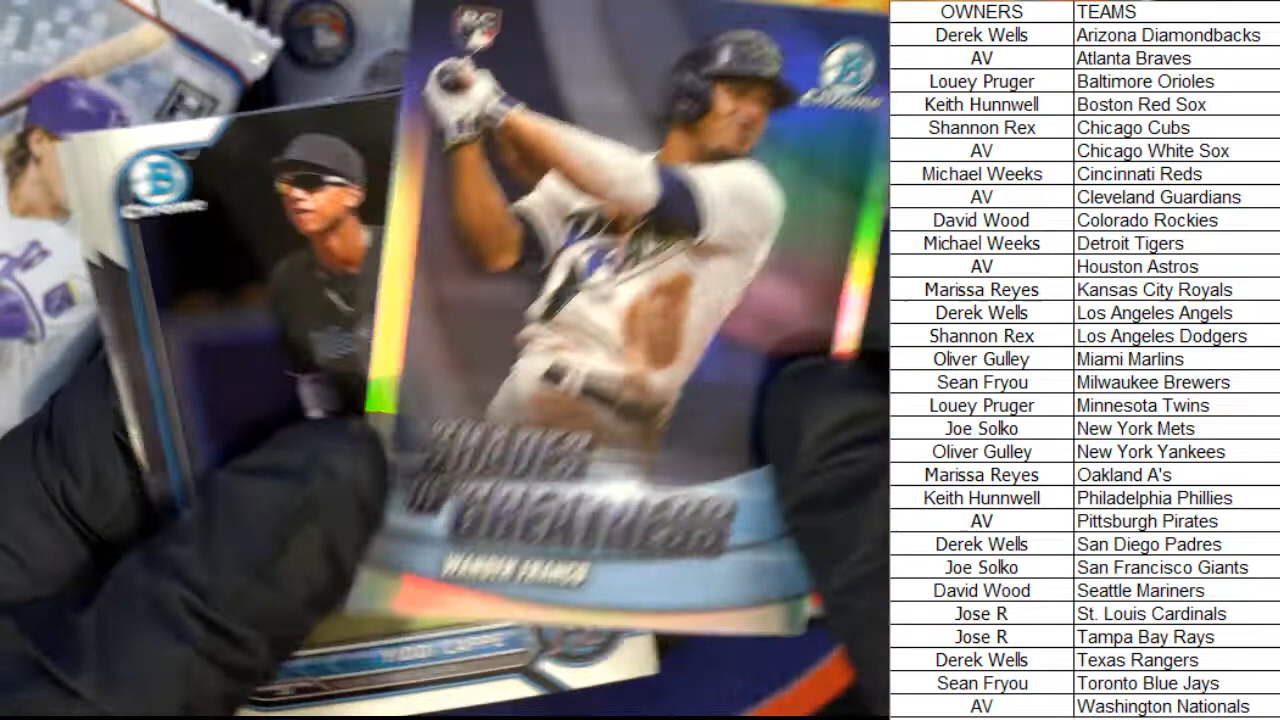 RC
B
Chrome
B
Chrome
GREATNESS
WANDER FRANCO
OWNERS TEAMS
Derek Wells Arizona Diamondbacks
AV Atlanta Braves
Louey Pruger Baltimore Orioles
Keith Hunnwell Boston Red Sox
Shannon Rex Chicago Cubs
AV Chicago White Sox
Michael Weeks Cincinnati Reds
AV Cleveland Guardians
David Wood Colorado Rockies
Michael Weeks Detroit Tigers
AV Houston Astros
Marissa Reyes Kansas City Royals
Derek Wells Los Angeles Angels
Shannon Rex Los Angeles Dodgers
Oliver Gulley Miami Marlins
Sean Fryou Milwaukee Brewers
Louey Pruger Minnesota Twins
Joe Solko New York Mets
Oliver Gulley New York Yankees
Marissa Reyes Oakland A's
Keith Hunnwell Philadelphia Phillies
AV Pittsburgh Pirates
Derek Wells San Diego Padres
Joe Solko San Francisco Giants
David Wood Seattle Mariners
Jose R St. Louis Cardinals
Jose R Tampa Bay Rays
Derek Wells Texas Rangers
Sean Fryou Toronto Blue Jays
AV Washington Nationals